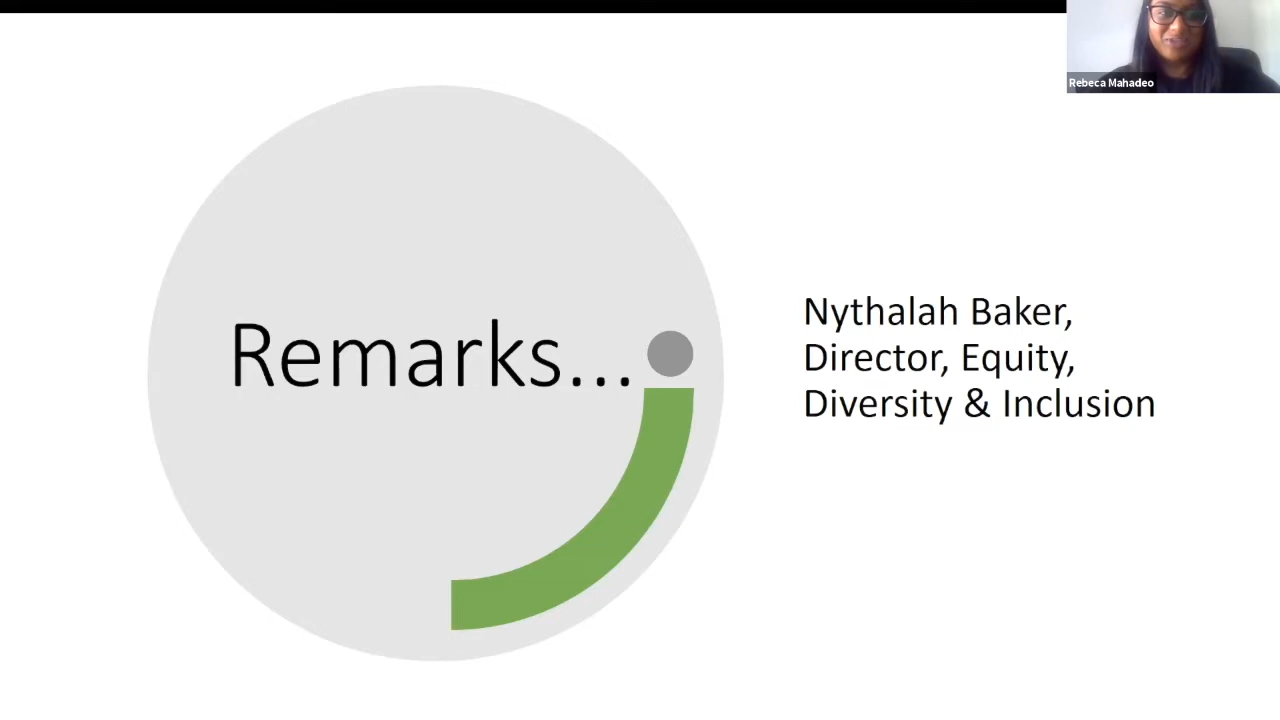 Rebeca Mahadeo
Remarks...
Nythalah Baker,
Director, Equity,
Diversity & Inclusion